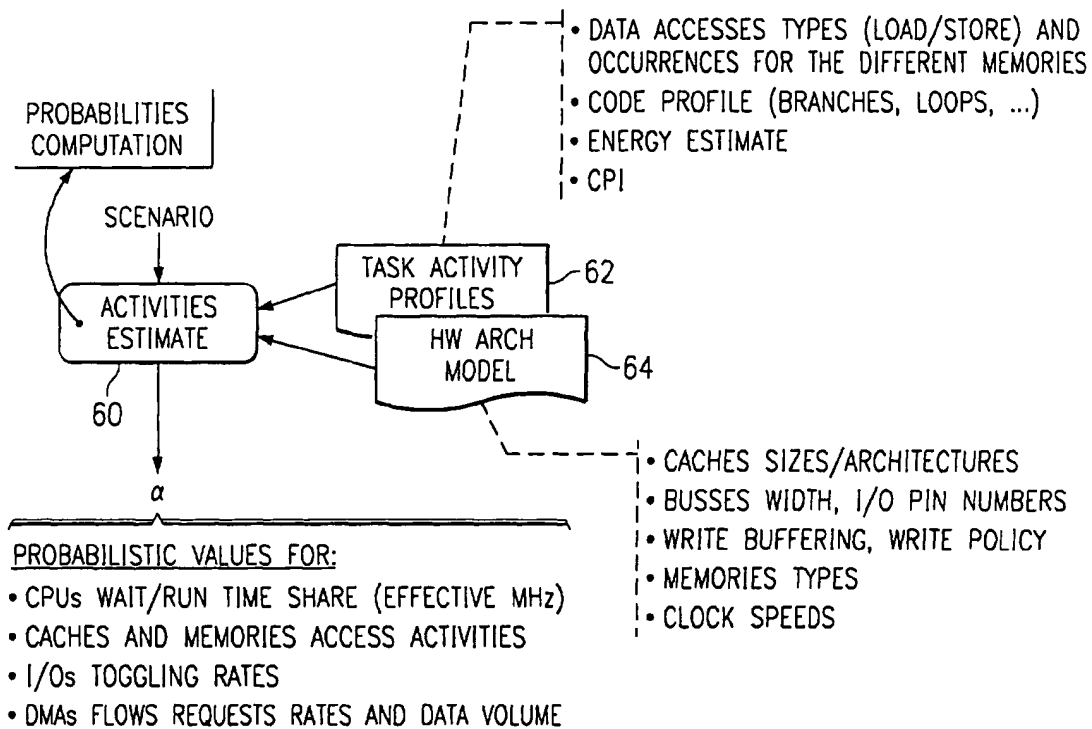 • DATA ACCESSES TYPES (LOAD/STORE) AND
OCCURRENCES FOR THE DIFFERENT MEMORIES
• CODE PROFILE (BRANCHES, LOOPS, ...)
• ENERGY ESTIMATE
• CPI
PROBABILITIES
COMPUTATION
SCENARIO
ACTIVITIES
ESTIMATE
60
TASK ACTIVITY
PROFILES
62
HW ARCH
MODEL
64
• CACHES SIZES/ARCHITECTURES
• BUSSES WIDTH, I/O PIN NUMBERS
• WRITE BUFFERING, WRITE POLICY
• MEMORIES TYPES
• CLOCK SPEEDS
α
PROBABILISTIC VALUES FOR:
• CPUs WAIT/RUN TIME SHARE (EFFECTIVE MHz)
• CACHES AND MEMORIES ACCESS ACTIVITIES
• I/Os TOGGLING RATES
• DMAs FLOWS REQUESTS RATES AND DATA VOLUME